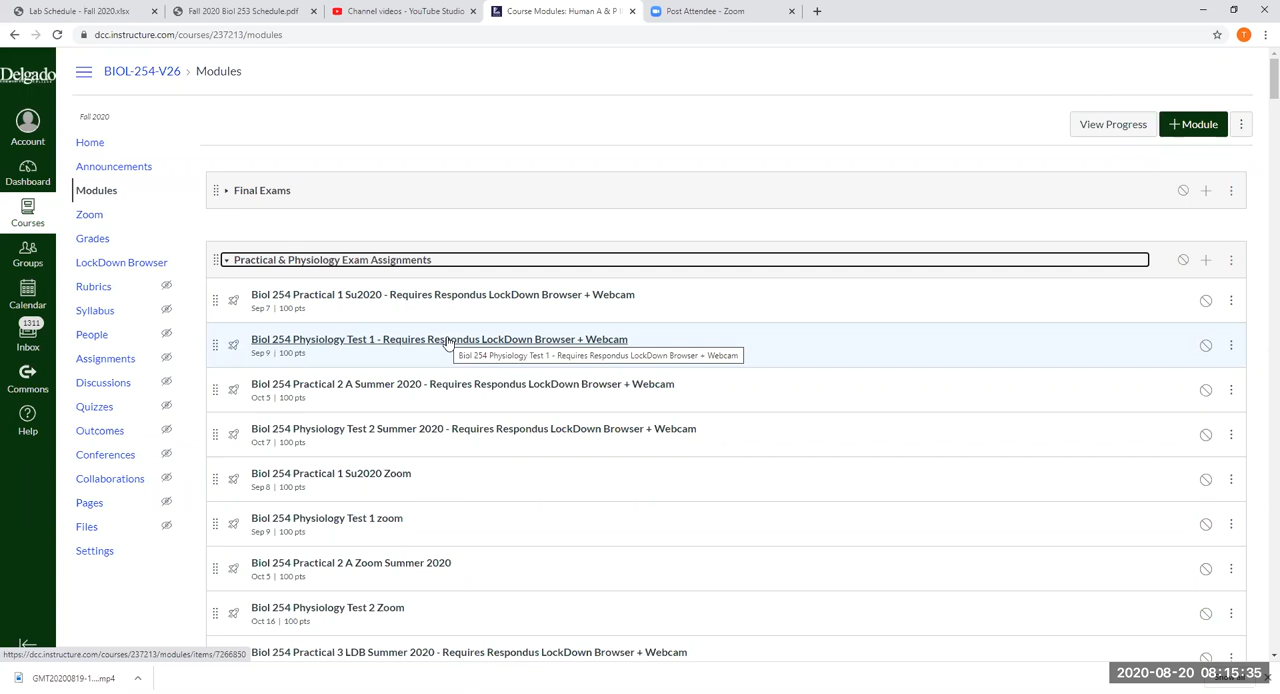 Lab Schedule - Fall 2020.xlsx
Fall 2020 Biol 253 Schedule.pdf
Channel videos - YouTube Studio
Course Modules: Human A & P I
Post Attendee - Zoom
dcc.instructure.com/courses/237213/modules
T
Delgado
BIOL-254-V26 › Modules
Fall 2020
View Progress
+ Module
Account
Dashboard
Courses
Groups
Calendar
1311
Inbox
Commons
Help
Home
Announcements
Modules
Zoom
Grades
LockDown Browser
Rubrics
Syllabus
People
Assignments
Discussions
Quizzes
Outcomes
Conferences
Collaborations
Pages
Files
Settings
Final Exams
Practical & Physiology Exam Assignments
Biol 254 Practical 1 Su2020 - Requires Respondus LockDown Browser + Webcam
Sep 7 | 100 pts
Biol 254 Physiology Test 1 - Requires Respondus LockDown Browser + Webcam
Sep 9 | 100 pts
Biol 254 Physiology Test 1 - Requires Respondus LockDown Browser + Webcam
Biol 254 Practical 2 A Summer 2020 - Requires Respondus LockDown Browser + Webcam
Oct 5 | 100 pts
Biol 254 Physiology Test 2 Summer 2020 - Requires Respondus LockDown Browser + Webcam
Oct 7 | 100 pts
Biol 254 Practical 1 Su2020 Zoom
Sep 8 | 100 pts
Biol 254 Physiology Test 1 zoom
Sep 9 | 100 pts
Biol 254 Practical 2 A Zoom Summer 2020
Oct 5 | 100 pts
Biol 254 Physiology Test 2 Zoom
Oct 16 | 100 pts
Biol 254 Practical 3 LDB Summer 2020 - Requires Respondus LockDown Browser + Webcam
https://dcc.instructure.com/courses/237213/modules/items/7266850
GMT20200819-1....mp4
2020-08-20 08:15:35